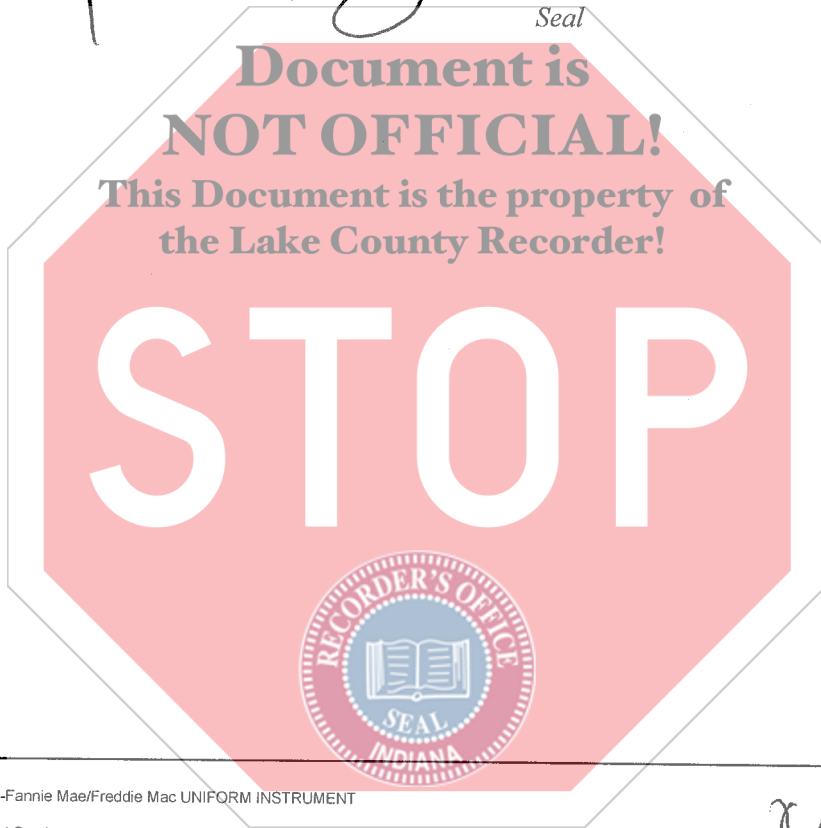 Seal
Document is
NOT OFFICIAL!
This Document is the property of
the Lake County Recorder!
STOP
RECORDER'S OFFICE
SEAL
INDIANA
-Fannie Mae/Freddie Mac UNIFORM INSTRUMENT